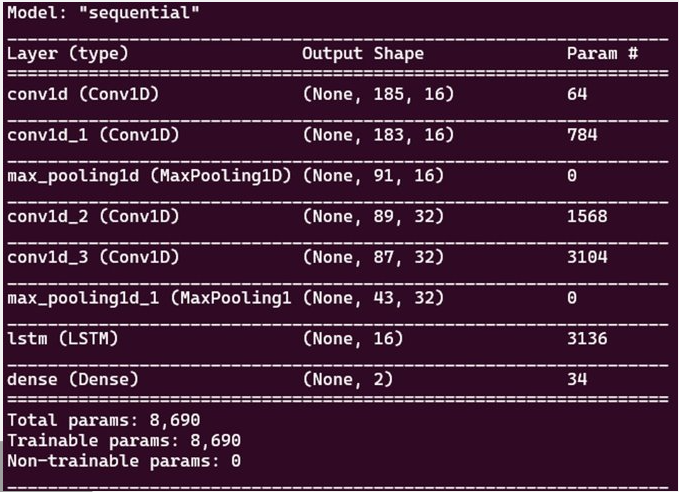 Model: "sequential"
Layer (type) Output Shape Param #
conv1d (Conv1D) (None, 185, 16) 64
conv1d_1 (Conv1D) (None, 183, 16) 784
max_pooling1d (MaxPooling1D) (None, 91, 16) 0
conv1d_2 (Conv1D) (None, 89, 32) 1568
conv1d_3 (Conv1D) (None, 87, 32) 3104
max_pooling1d_1 (MaxPooling1 (None, 43, 32) 0
lstm (LSTM) (None, 16) 3136
dense (Dense) (None, 2) 34
Total params: 8,690
Trainable params: 8,690
Non-trainable params: 0